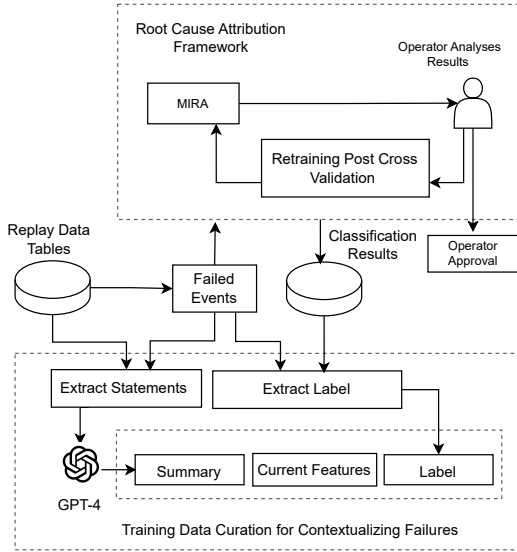 Root Cause Attribution
Framework
Operator Analyses
Results
MIRA
Retraining Post Cross
Validation
Replay Data
Tables
Classification
Results
Operator
Approval
Failed
Events
Extract Statements
Extract Label
GPT-4
Summary
Current Features
Label
Training Data Curation for Contextualizing Failures